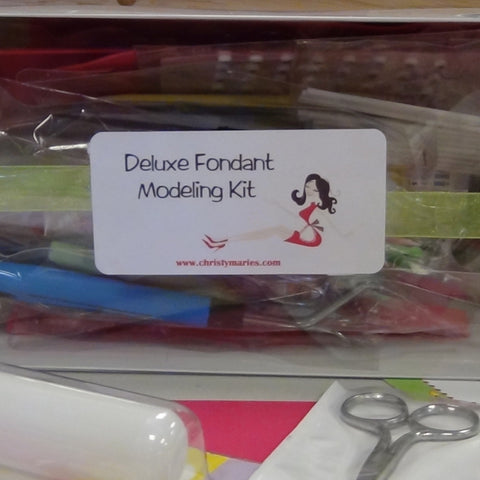 Deluxe Fondant
Modeling Kit
www.christymaries.com